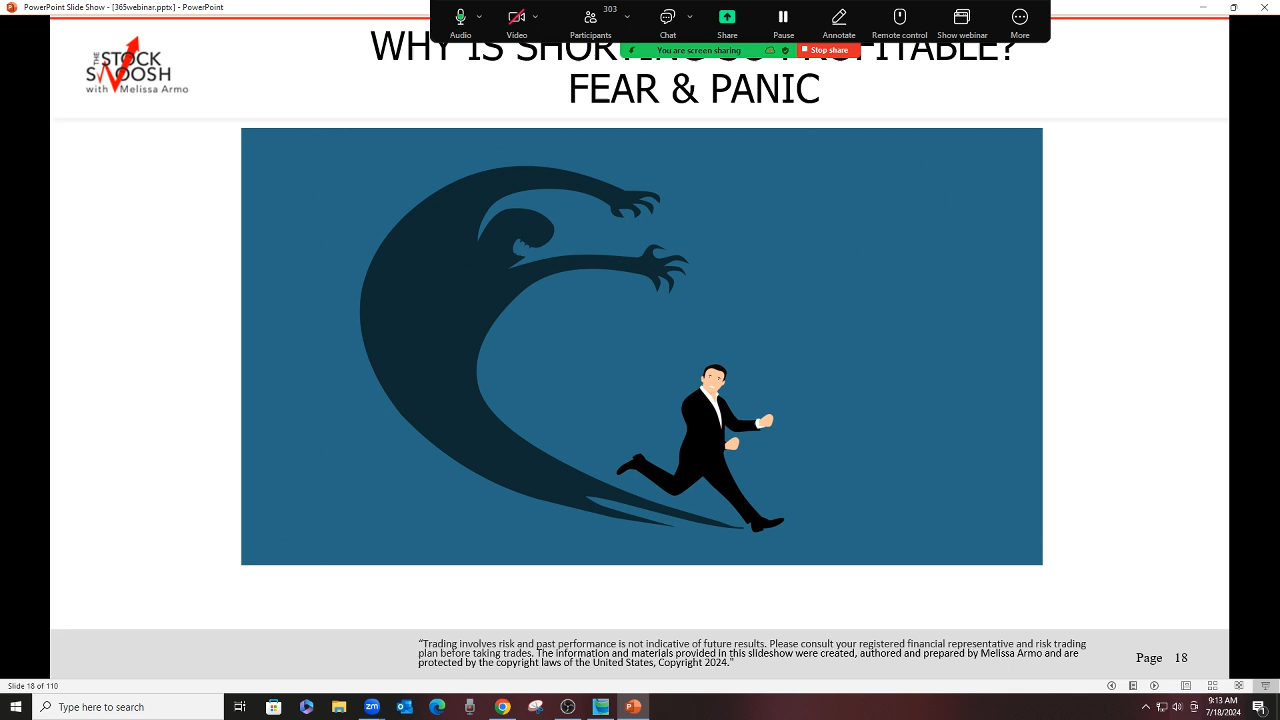 PowerPoint Slide Show - [365webinar.pptx] - PowerPoint
303
Audio
Video
Participants
Chat
Share
Pause
Annotate
Remote control
Show webinar
More
You are screen sharing
Stop share
THE
STOCK
SWOOSH
with Melissa Armo
WHY IS
FEAR & PANIC
"Trading involves risk and past performance is not indicative of future results. Please consult your registered financial representative and risk trading
plan before taking trades. The information and materials provided in this slideshow were created, authored and prepared by Melissa Armo and are
protected by the copyright laws of the United States, Copyright 2024."
Page 18
Slide 18 of 110
Type here to search
9:13 AM
7/18/2024